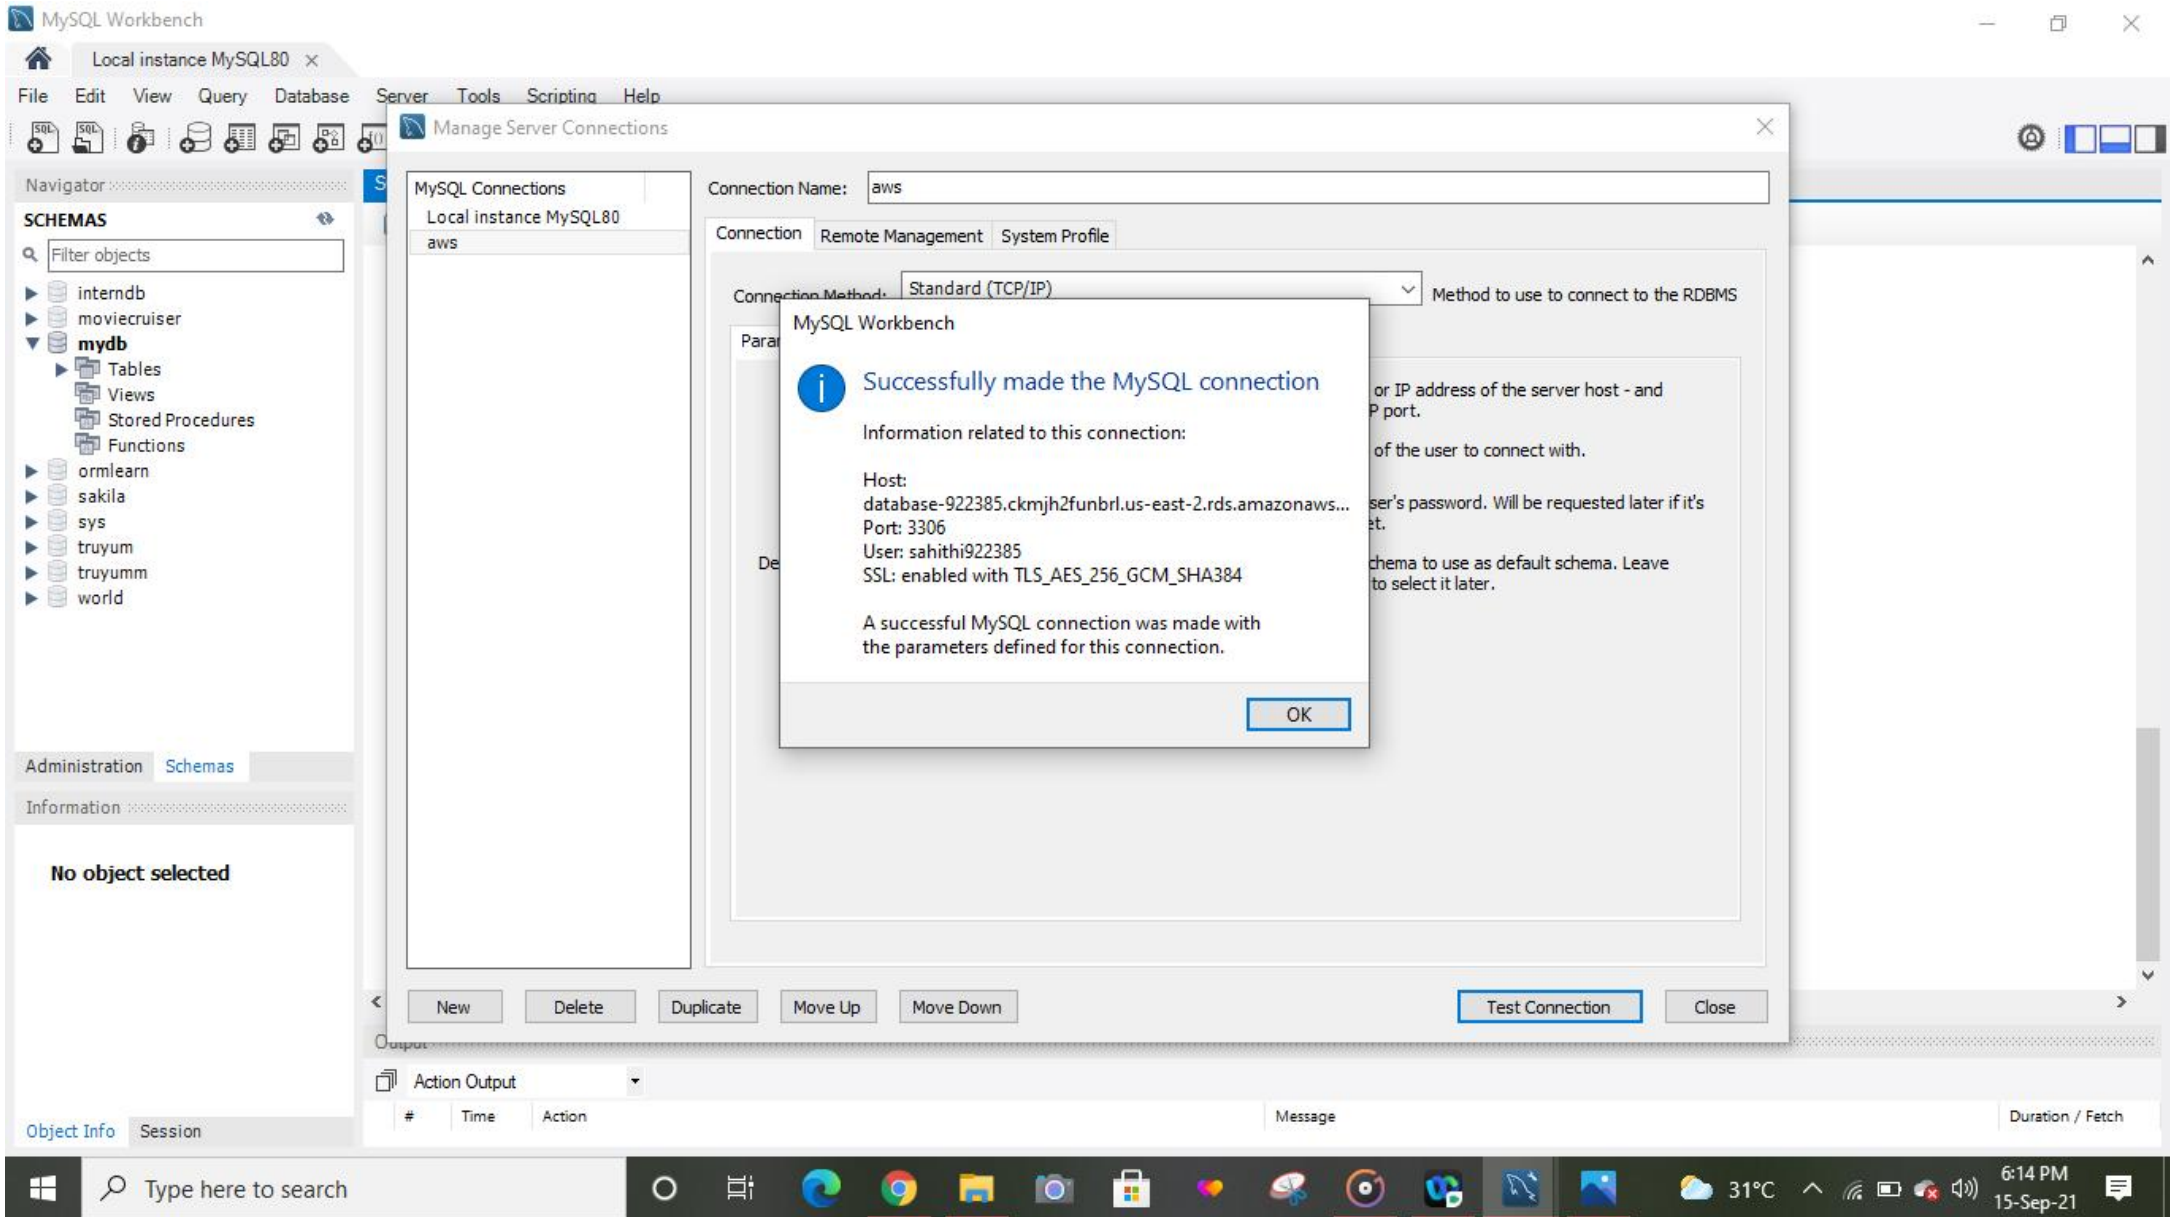 MySQL Workbench
Local instance MySQL80
File Edit View Query Database Server Tools Scripting Help
Manage Server Connections
Navigator
SCHEMAS
Filter objects
interndb
moviecruiser
mydb
Tables
Views
Stored Procedures
Functions
ormlearn
sakila
sys
truyum
truyumm
world
Administration Schemas
Information
No object selected
Object Info Session
MySQL Connections
Local instance MySQL80
aws
Connection Name: aws
Connection Remote Management System Profile
Connection Method: Standard (TCP/IP) Method to use to connect to the RDBMS
or IP address of the server host - and
P port.
of the user to connect with.
ser's password. Will be requested later if it's
et.
chema to use as default schema. Leave
to select it later.
MySQL Workbench
Successfully made the MySQL connection
Information related to this connection:
Host:
database-922385.ckmjh2funbrl.us-east-2.rds.amazonaws...
Port: 3306
User: sahithi922385
SSL: enabled with TLS_AES_256_GCM_SHA384
A successful MySQL connection was made with
the parameters defined for this connection.
OK
New Delete Duplicate Move Up Move Down Test Connection Close
Output
Action Output
# Time Action Message Duration / Fetch
Type here to search
31°C
6:14 PM
15-Sep-21